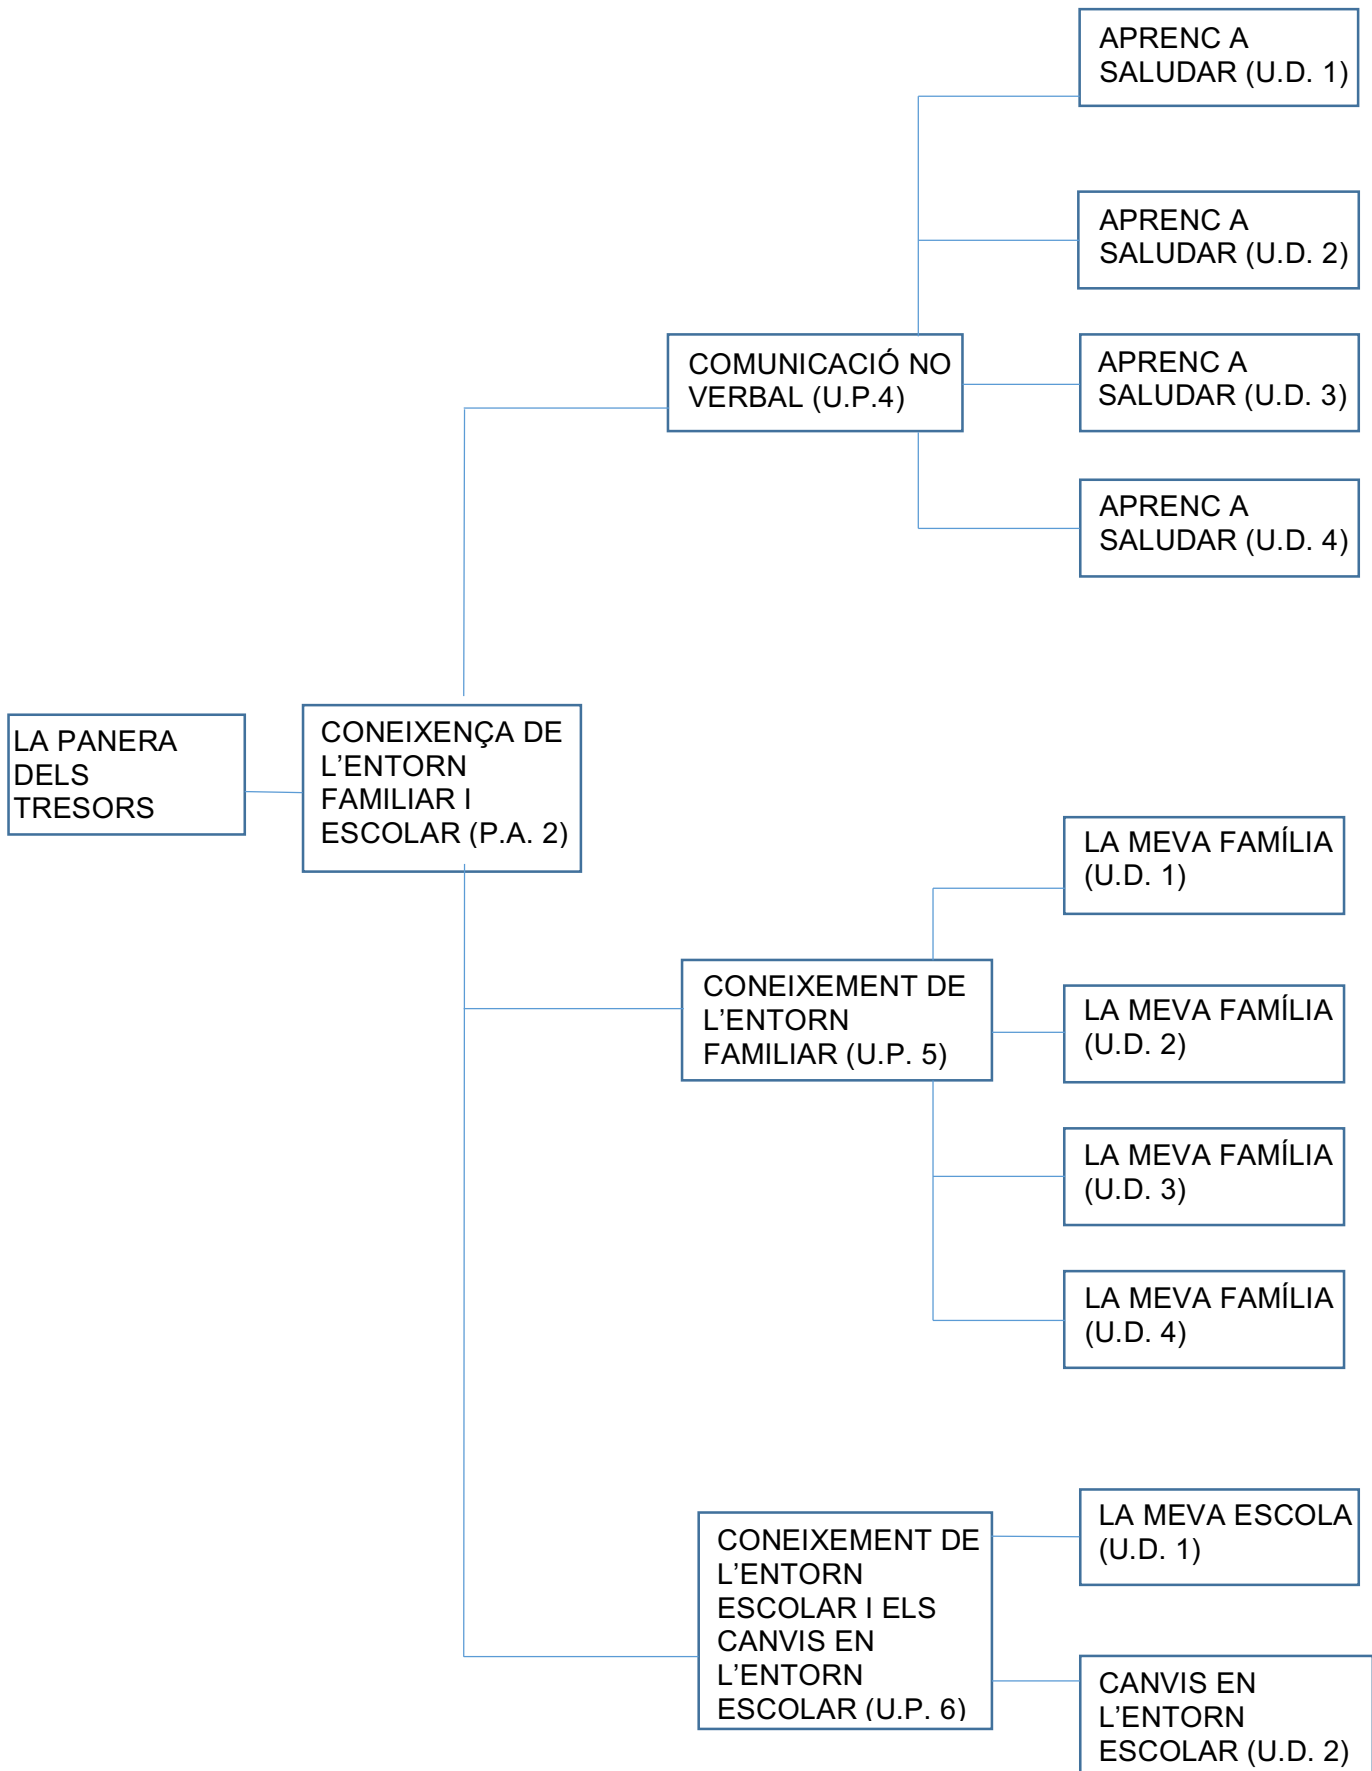 APRENC A
SALUDAR (U.D. 1)
APRENC A
SALUDAR (U.D. 2)
COMUNICACIÓ NO
VERBAL (U.P.4)
APRENC A
SALUDAR (U.D. 3)
APRENC A
SALUDAR (U.D. 4)
LA PANERA
DELS
TRESORS
CONEIXENÇA DE
L’ENTORN
FAMILIAR I
ESCOLAR (P.A. 2)
LA MEVA FAMÍLIA
(U.D. 1)
CONEIXEMENT DE
L’ENTORN
FAMILIAR (U.P. 5)
LA MEVA FAMÍLIA
(U.D. 2)
LA MEVA FAMÍLIA
(U.D. 3)
LA MEVA FAMÍLIA
(U.D. 4)
CONEIXEMENT DE
L’ENTORN
ESCOLAR I ELS
CANVIS EN
L’ENTORN
ESCOLAR (U.P. 6)
LA MEVA ESCOLA
(U.D. 1)
CANVIS EN
L’ENTORN
ESCOLAR (U.D. 2)